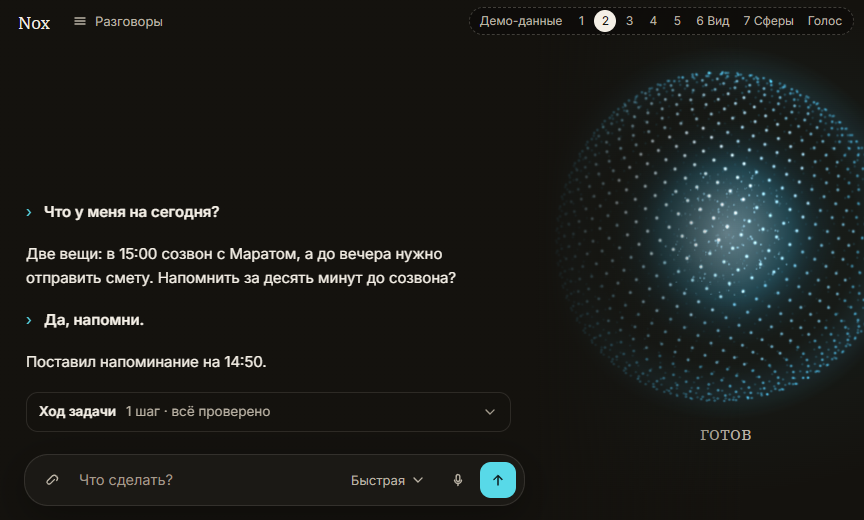 Nox
Разговоры
Демо-данные 1 2 3 4 5 6 Вид 7 Сферы Голос
› Что у меня на сегодня?
Две вещи: в 15:00 созвон с Маратом, а до вечера нужно
отправить смету. Напомнить за десять минут до созвона?
› Да, напомни.
Поставил напоминание на 14:50.
Ход задачи 1 шаг · всё проверено
ГОТОВ
Что сделать? Быстрая